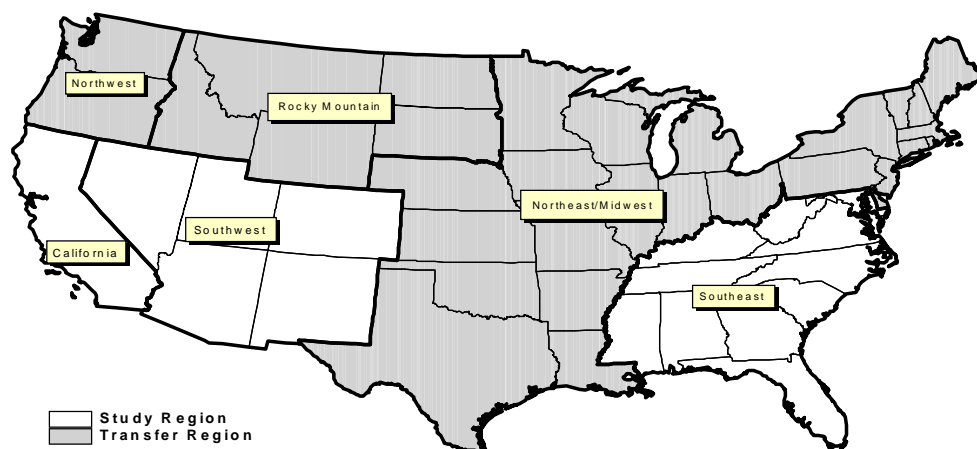 Northwest
Rocky Mountain
Northeast/Midwest
Southwest
California
Southeast
Study Region
Transfer Region